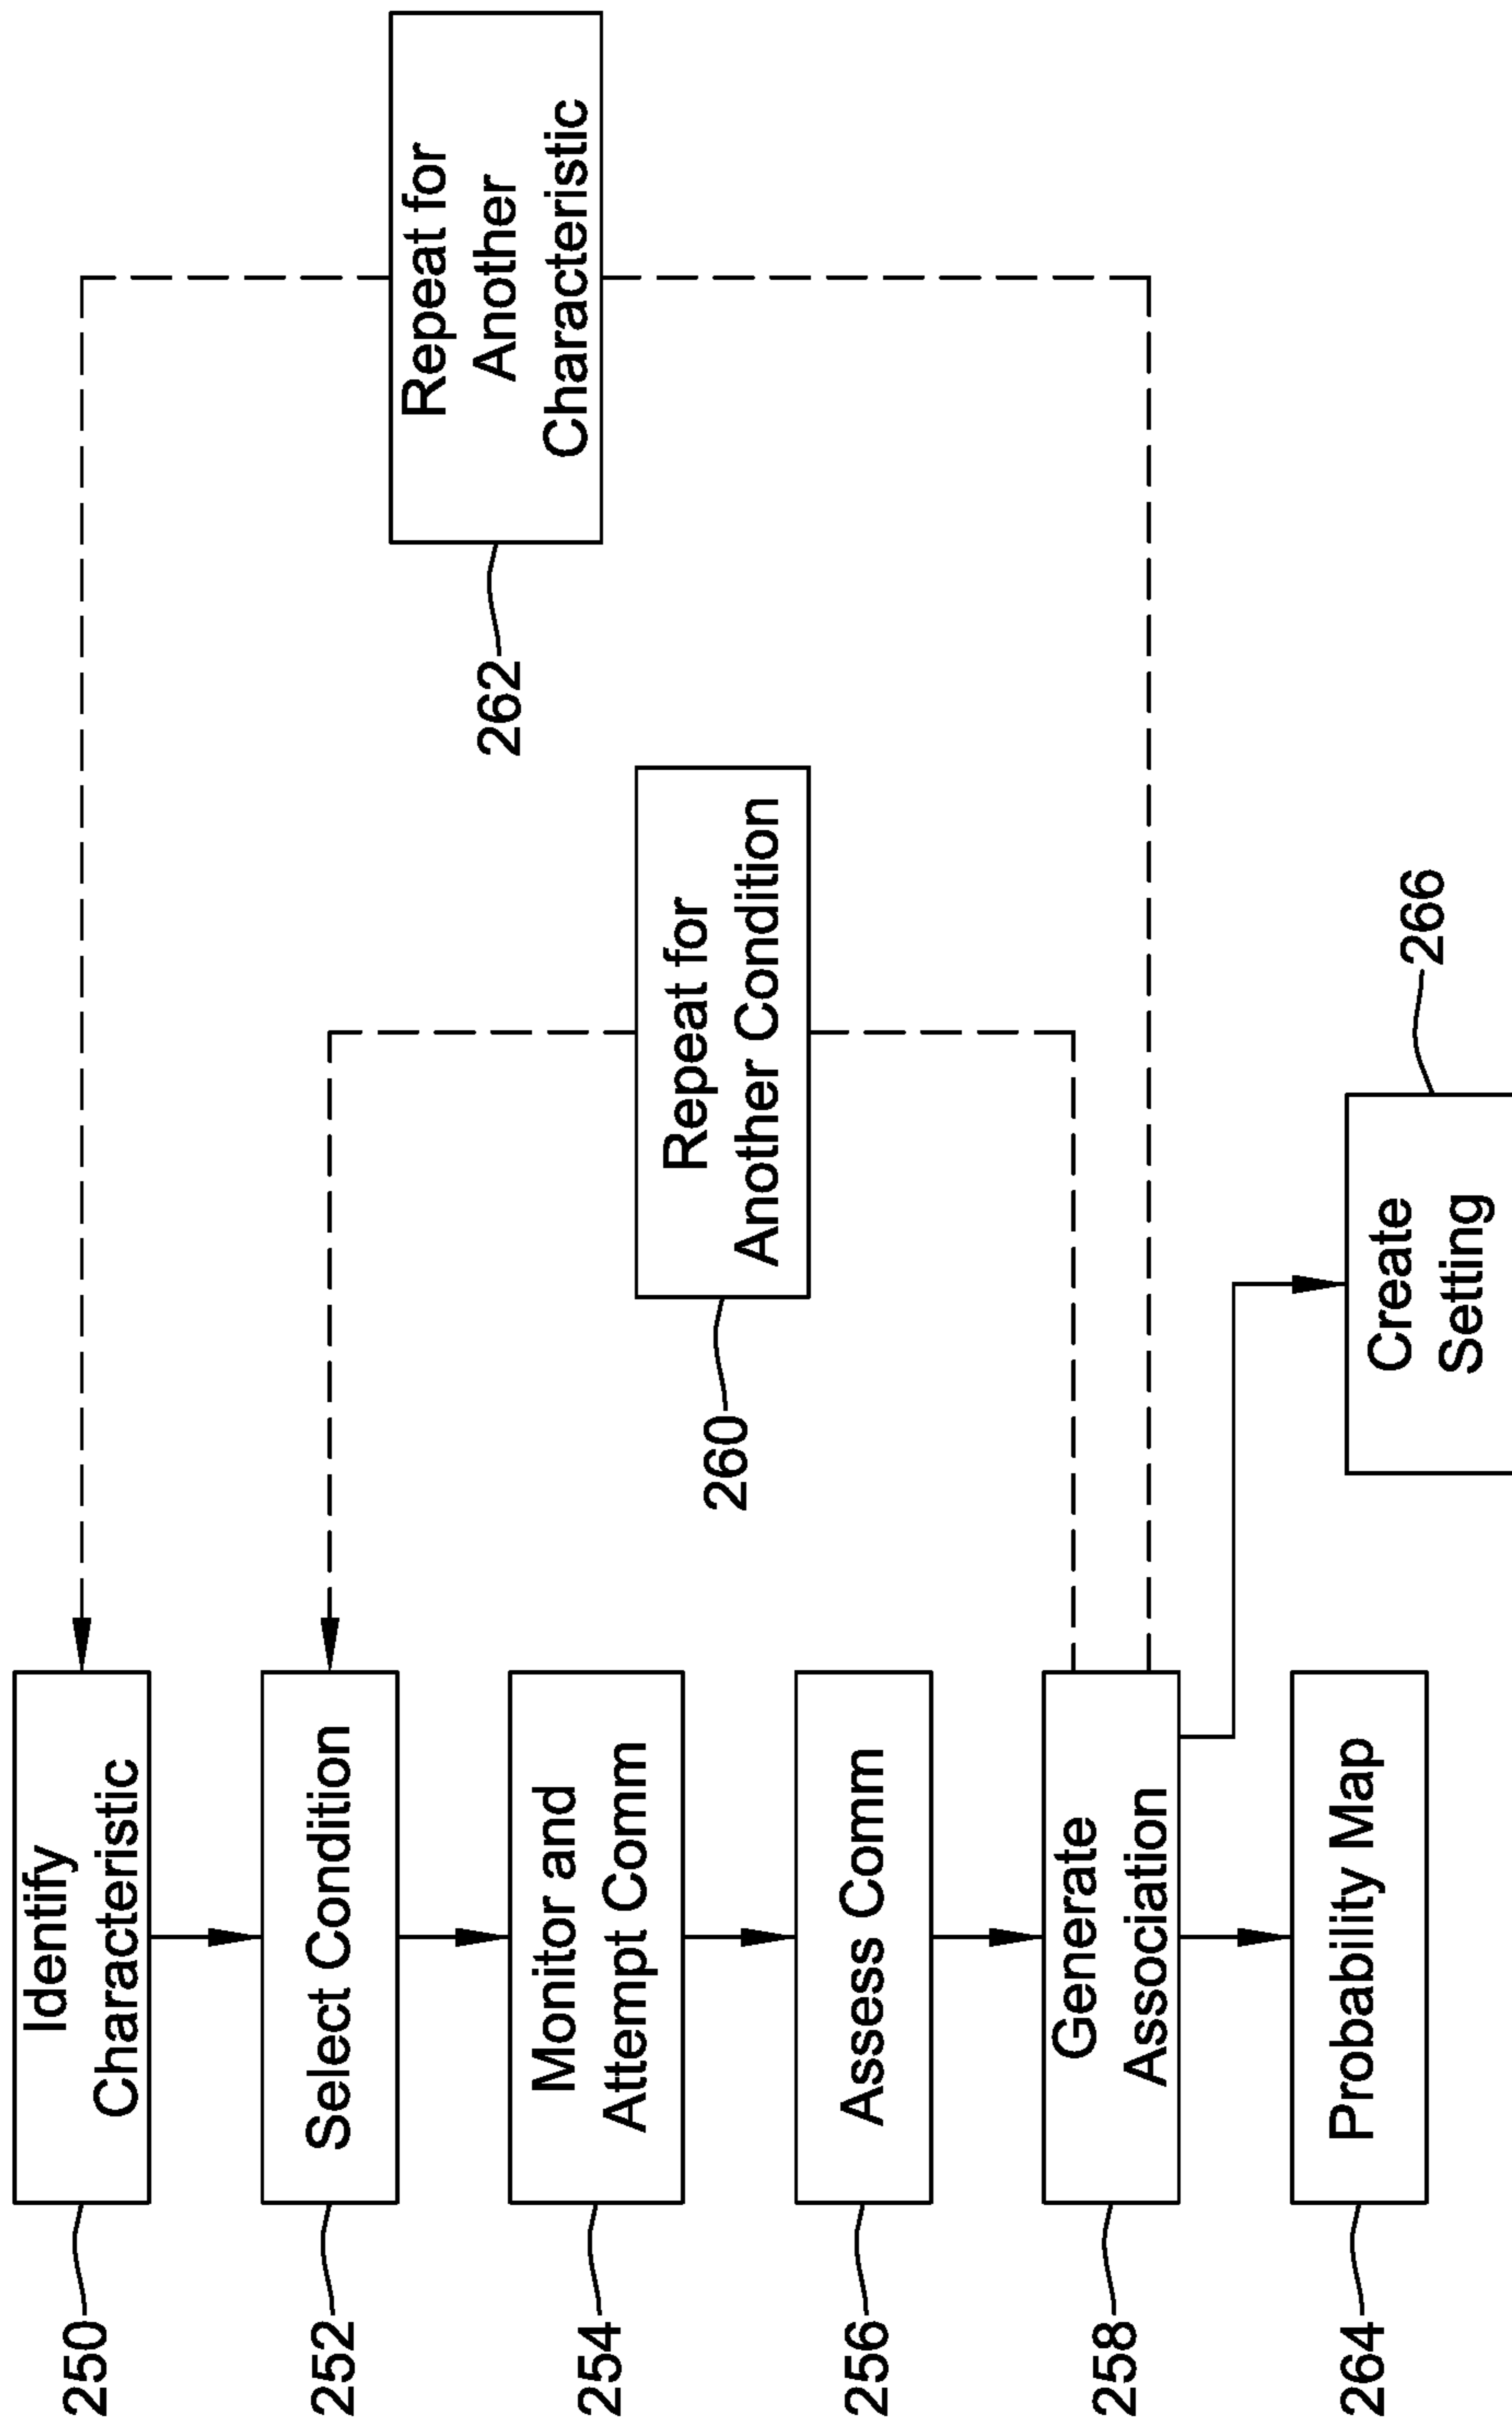 250
Identify
Characteristic
252
Select Condition
254
Monitor and
Attempt Comm
256
Assess Comm
258
Generate
Association
264
Probability Map
260
Repeat for
Another Condition
262
Repeat for
Another
Characteristic
266
Create
Setting